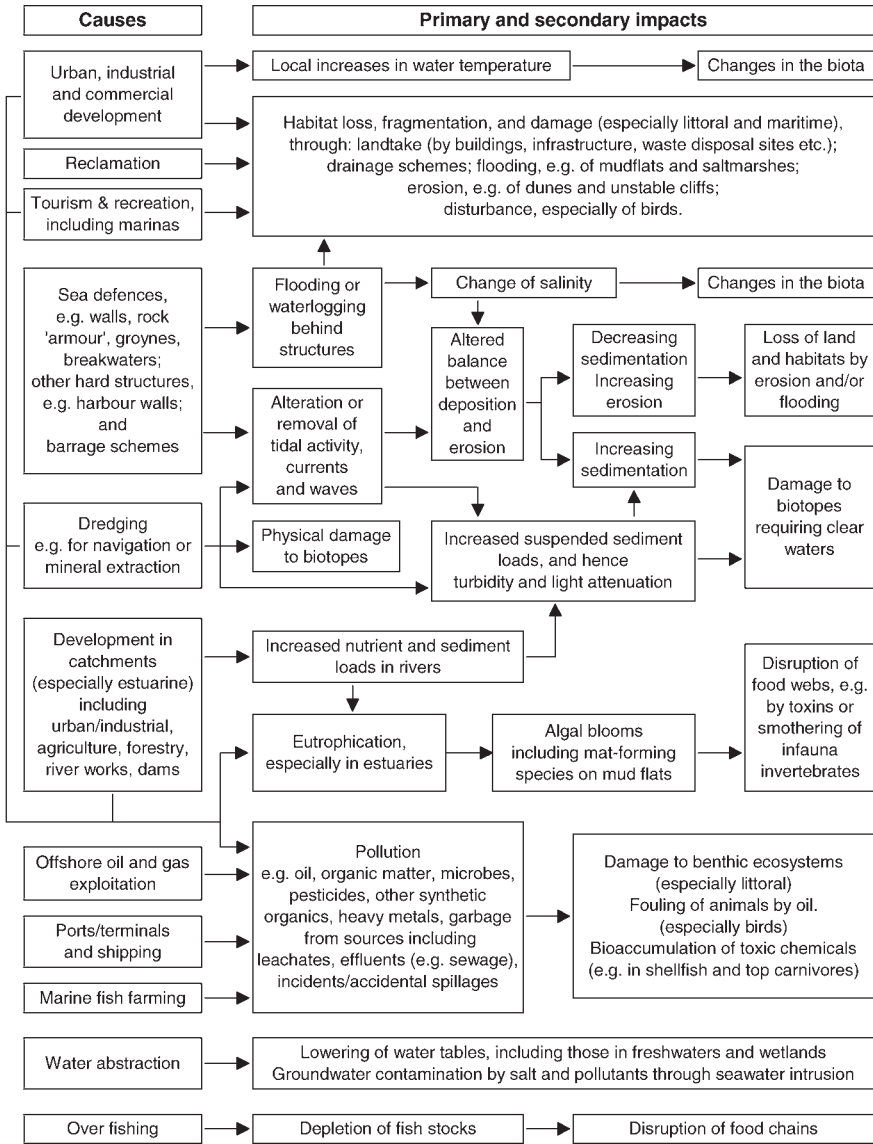 Causes
Primary and secondary impacts
Urban, industrial
and commercial
development
Local increases in water temperature
Changes in the biota
Habitat loss, fragmentation, and damage (especially littoral and maritime),
through: landtake (by buildings, infrastructure, waste disposal sites etc.);
drainage schemes; flooding, e.g. of mudflats and saltmarshes;
erosion, e.g. of dunes and unstable cliffs;
disturbance, especially of birds.
Reclamation
Tourism & recreation,
including marinas
Sea defences,
e.g. walls, rock
'armour', groynes,
breakwaters;
other hard structures,
e.g. harbour walls;
and
barrage schemes
Flooding or
waterlogging
behind
structures
Change of salinity
Changes in the biota
Altered
balance
between
deposition
and
erosion
Decreasing
sedimentation
Increasing
erosion
Loss of land
and habitats by
erosion and/or
flooding
Alteration or
removal of
tidal activity,
currents
and waves
Increasing
sedimentation
Damage to
biotopes
requiring clear
waters
Dredging
e.g. for navigation or
mineral extraction
Physical damage
to biotopes
Increased suspended sediment
loads, and hence
turbidity and light attenuation
Development in
catchments
(especially estuarine)
including
urban/industrial,
agriculture, forestry,
river works, dams
Increased nutrient and sediment
loads in rivers
Eutrophication,
especially in estuaries
Algal blooms
including mat-forming
species on mud flats
Disruption of
food webs, e.g.
by toxins or
smothering of
infauna
invertebrates
Offshore oil and gas
exploitation
Ports/terminals
and shipping
Marine fish farming
Pollution
e.g. oil, organic matter, microbes,
pesticides, other synthetic
organics, heavy metals, garbage
from sources including
leachates, effluents (e.g. sewage),
incidents/accidental spillages
Damage to benthic ecosystems
(especially littoral)
Fouling of animals by oil.
(especially birds)
Bioaccumulation of toxic chemicals
(e.g. in shellfish and top carnivores)
Water abstraction
Lowering of water tables, including those in freshwaters and wetlands
Groundwater contamination by salt and pollutants through seawater intrusion
Over fishing
Depletion of fish stocks
Disruption of food chains